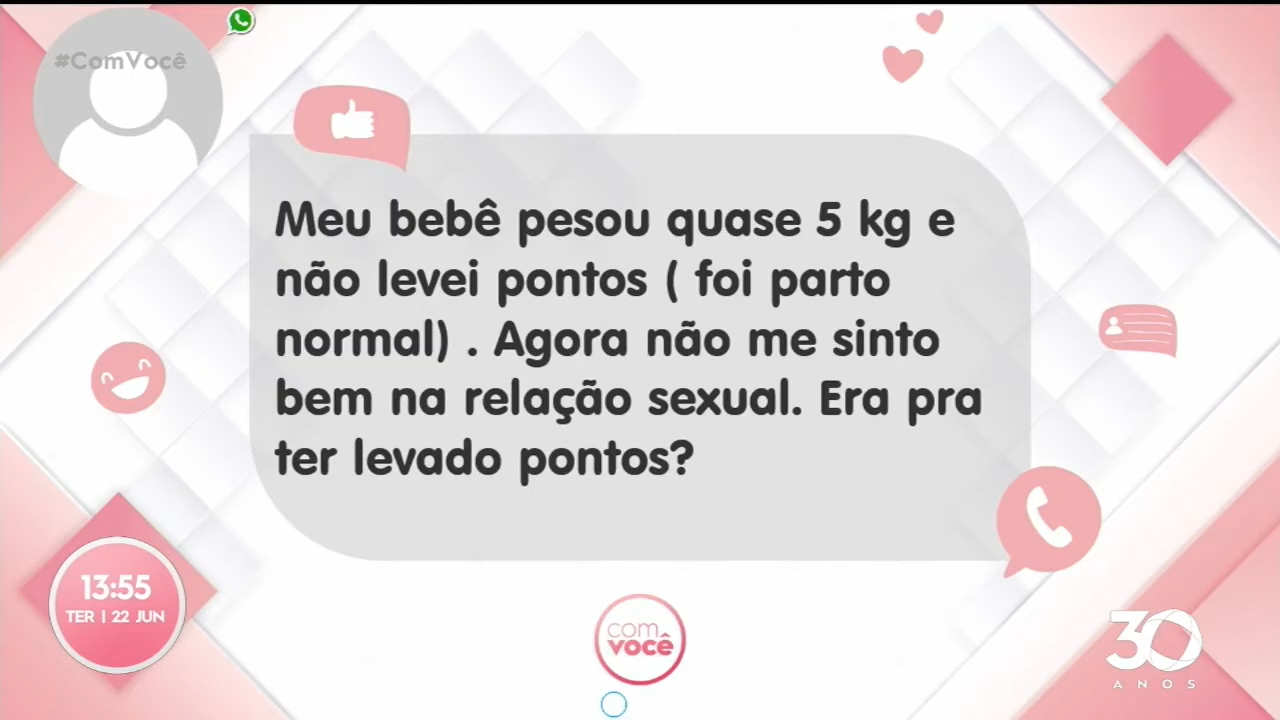 #ComVocê
Meu bebê pesou quase 5 kg e
não levei pontos ( foi parto
normal) . Agora não me sinto
bem na relação sexual. Era pra
ter levado pontos?
13:55
TER | 22 JUN
com
você
30
ANOS